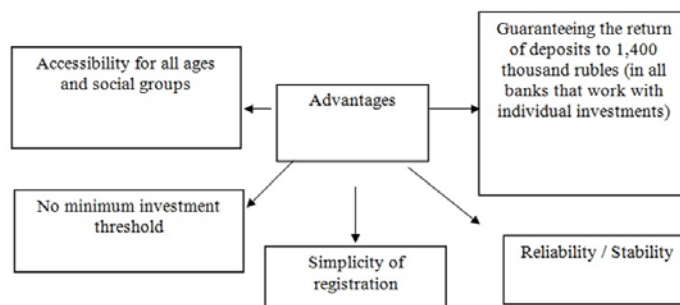 Accessibility for all ages
and social groups
Advantages
Guaranteeing the return
of deposits to 1,400
thousand rubles (in all
banks that work with
individual investments)
No minimum investment
threshold
Simplicity of
registration
Reliability / Stability